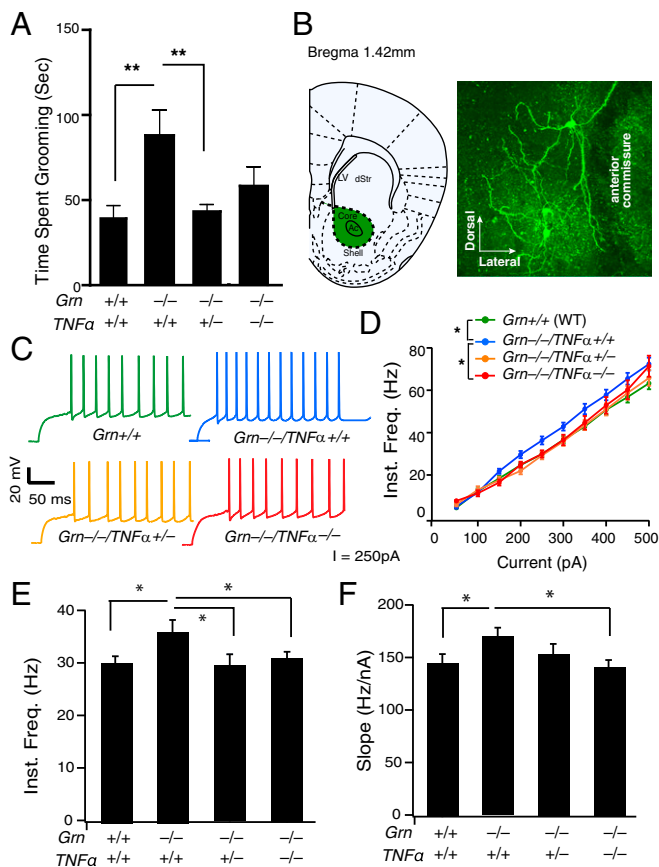 A
Time Spent Grooming (Sec)
150
100
50
0
**
**
Grn +/+ −/− −/− −/−
TNFα +/+ +/+ +/− −/−
B
Bregma 1.42mm
LV
dStr
Core
Ac
Shell
anterior
commissure
Dorsal
Lateral
C
Grn+/+
Grn−/−/TNFα+/+
20 mV
50 ms
Grn−/−/TNFα+/−
Grn−/−/TNFα−/−
I = 250pA
D
*
*
Grn+/+ (WT)
Grn−/−/TNFα+/+
Grn−/−/TNFα+/−
Grn−/−/TNFα−/−
Inst. Freq. (Hz)
80
60
40
20
0
0 100 200 300 400 500
Current (pA)
E
Inst. Freq. (Hz)
40
30
20
10
0
*
*
*
Grn +/+ −/− −/− −/−
TNFα +/+ +/+ +/− −/−
F
Slope (Hz/nA)
200
150
100
50
0
*
*
Grn +/+ −/− −/− −/−
TNFα +/+ +/+ +/− −/−